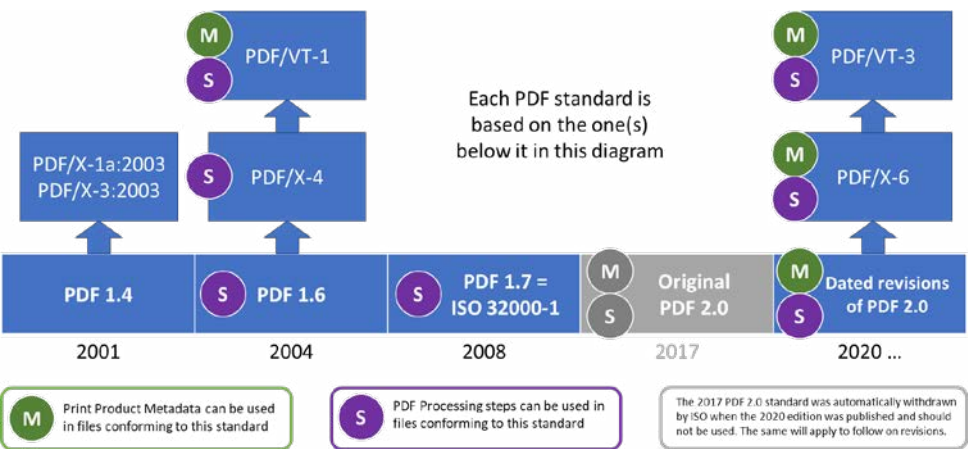 M
S
PDF/VT-1
M
S
PDF/VT-3
Each PDF standard is
based on the one(s)
below it in this diagram
PDF/X-1a:2003
PDF/X-3:2003
S
PDF/X-4
M
S
PDF/X-6
PDF 1.4
S
PDF 1.6
S
PDF 1.7 =
ISO 32000-1
M
S
Original
PDF 2.0
M
S
Dated revisions
of PDF 2.0
2001
2004
2008
2017
2020 ...
M
Print Product Metadata can be used
in files conforming to this standard
S
PDF Processing steps can be used in
files conforming to this standard
The 2017 PDF 2.0 standard was automatically withdrawn
by ISO when the 2020 edition was published and should
not be used. The same will apply to follow on revisions.